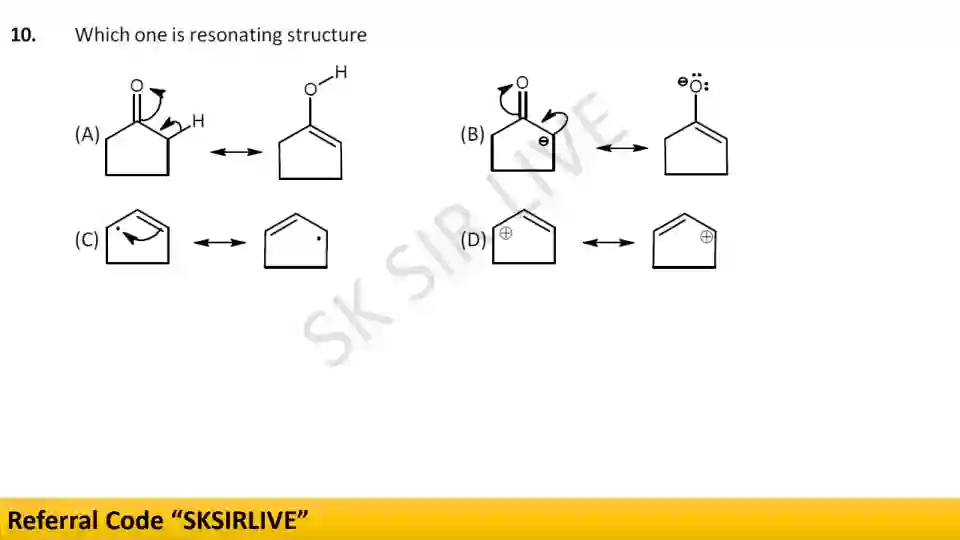 10. Which one is resonating structure
(A) O H ↔ O H
(B) O ⊖ ↔ ⊖ O
(C) ↔
(D) ⊕ ↔ ⊕
SK SIR LIVE
Referral Code “SKSIRLIVE”